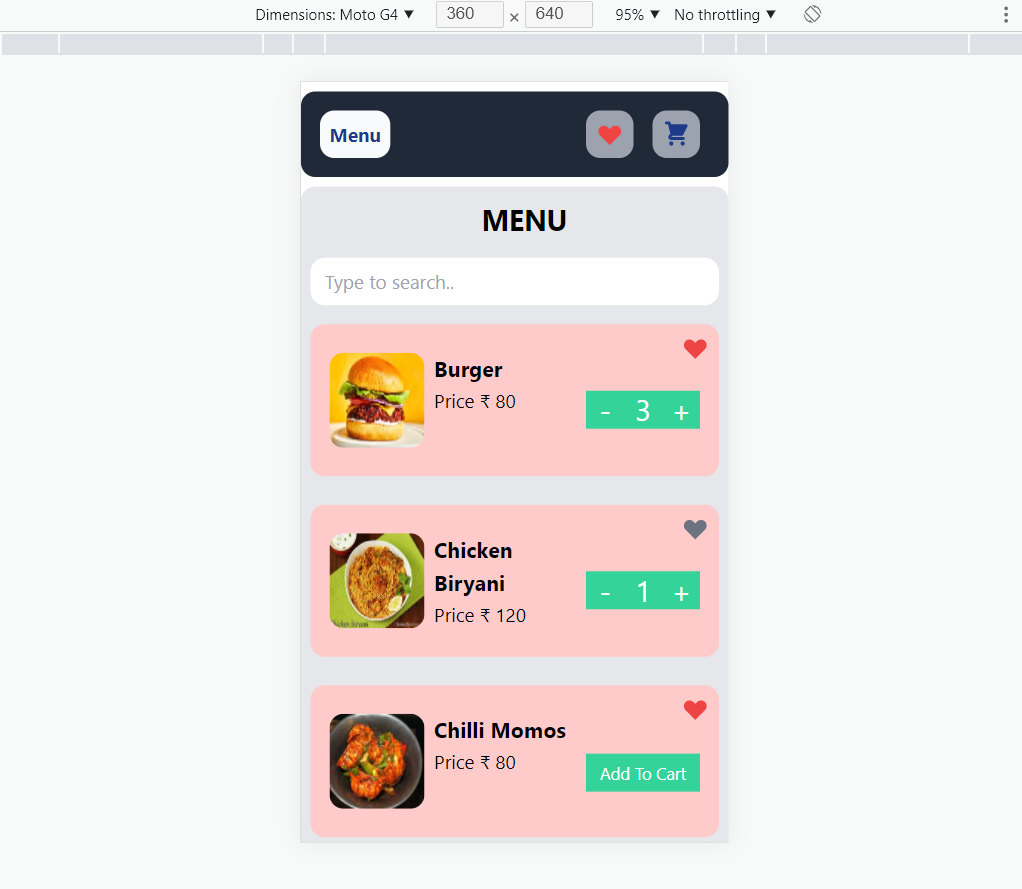 Dimensions: Moto G4 ▼ 360 × 640 95% ▼ No throttling ▼
Menu
MENU
Type to search..
Burger
Price ₹ 80
- 3 +
Chicken
Biryani
Price ₹ 120
- 1 +
Chilli Momos
Price ₹ 80
Add To Cart